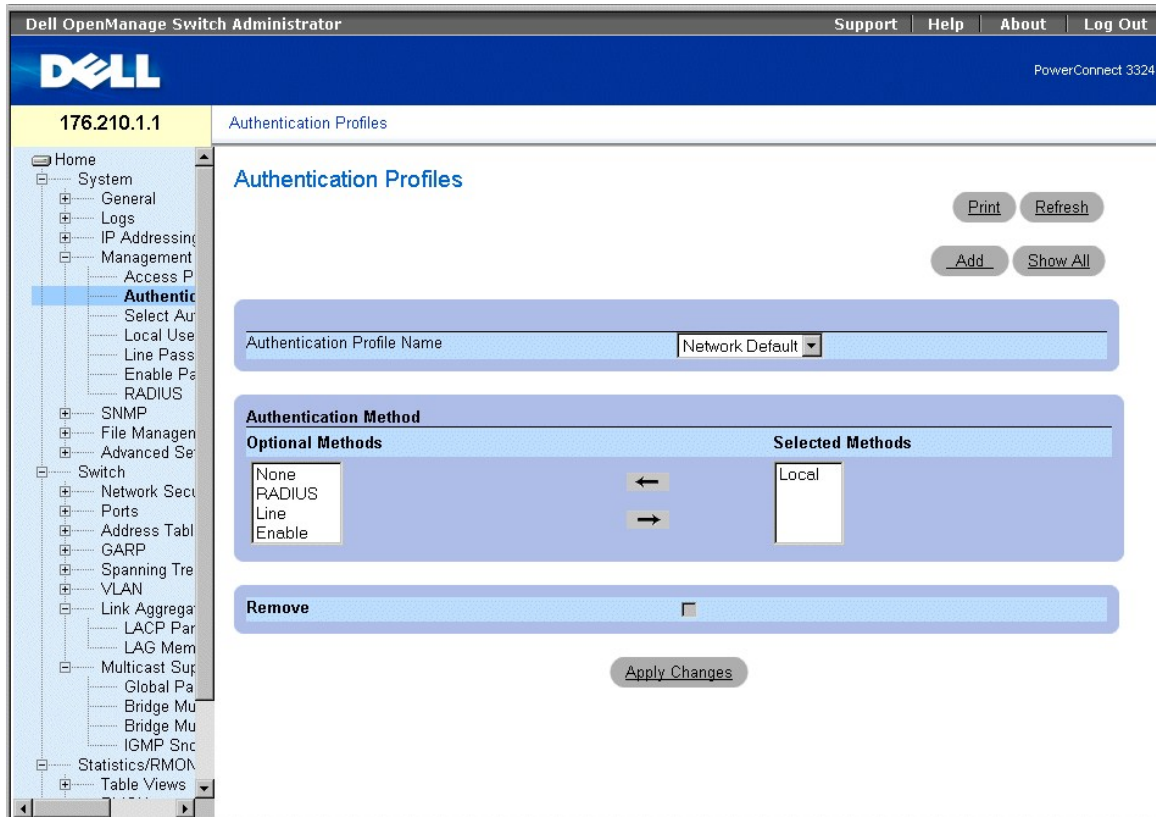 Dell OpenManage Switch Administrator
Support | Help | About | Log Out
DELL
PowerConnect 3324
176.210.1.1
Authentication Profiles
Home
System
General
Logs
IP Addressing
Management
Access P
Authentic
Select Au
Local Use
Line Pass
Enable Pa
RADIUS
SNMP
File Managen
Advanced Se
Switch
Network Secu
Ports
Address Tabl
GARP
Spanning Tre
VLAN
Link Aggrega
LACP Par
LAG Mem
Multicast Sup
Global Pa
Bridge Mu
Bridge Mu
IGMP Snc
Statistics/RMON
Table Views
Authentication Profiles
Print Refresh
Add Show All
Authentication Profile Name Network Default
Authentication Method
Optional Methods Selected Methods
None
RADIUS
Line
Enable
← 
→
Local
Remove
Apply Changes